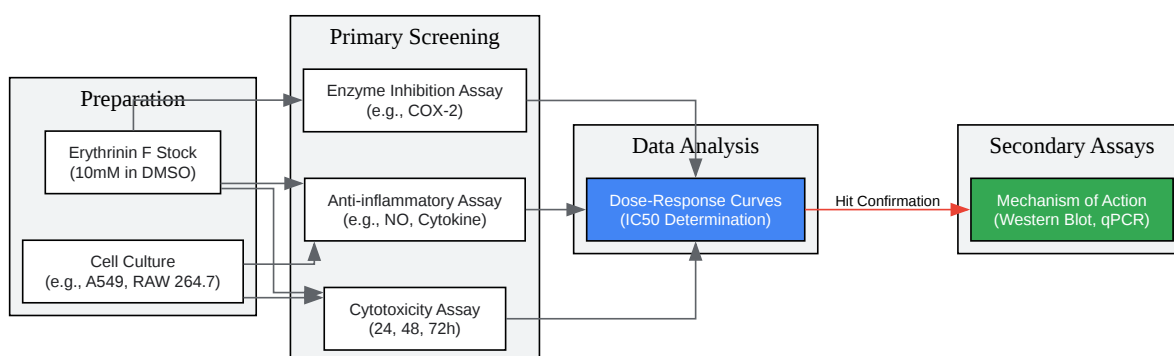 Preparation
Erythrinin F Stock
(10mM in DMSO)
Cell Culture
(e.g., A549, RAW 264.7)
Primary Screening
Enzyme Inhibition Assay
(e.g., COX-2)
Anti-inflammatory Assay
(e.g., NO, Cytokine)
Cytotoxicity Assay
(24, 48, 72h)
Data Analysis
Dose-Response Curves
(IC50 Determination)
Hit Confirmation
Secondary Assays
Mechanism of Action
(Western Blot, qPCR)